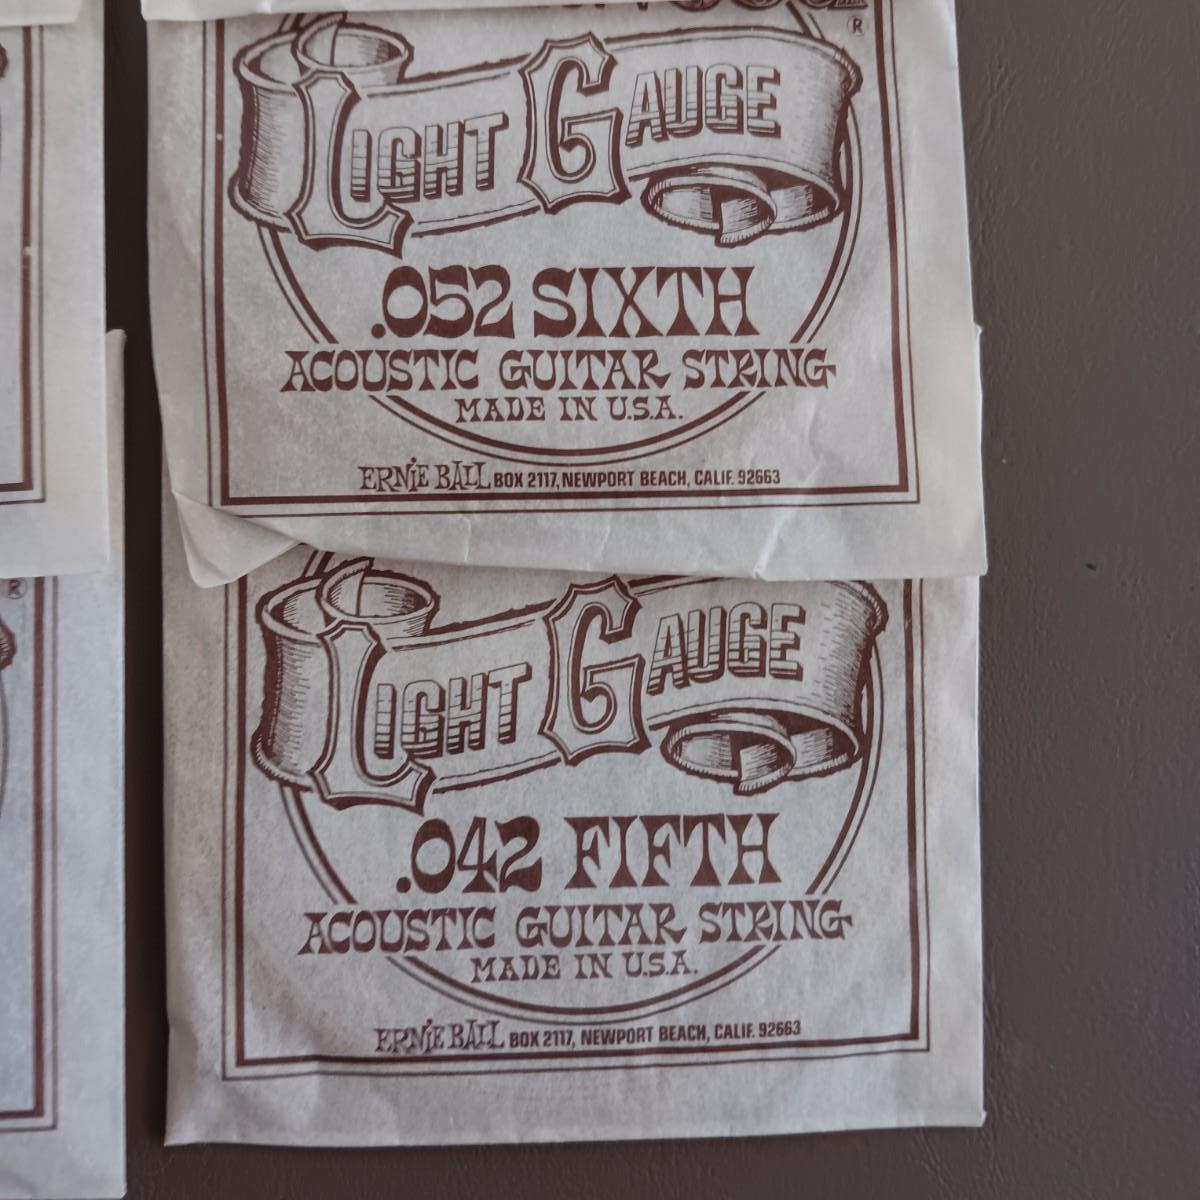 ®
LIGHT GAUGE
.052 SIXTH
ACOUSTIC GUITAR STRING
MADE IN U.S.A.
ERNIE BALL BOX 2117, NEWPORT BEACH, CALIF. 92663
®
LIGHT GAUGE
.042 FIFTH
ACOUSTIC GUITAR STRING
MADE IN U.S.A.
ERNIE BALL BOX 2117, NEWPORT BEACH, CALIF. 92663